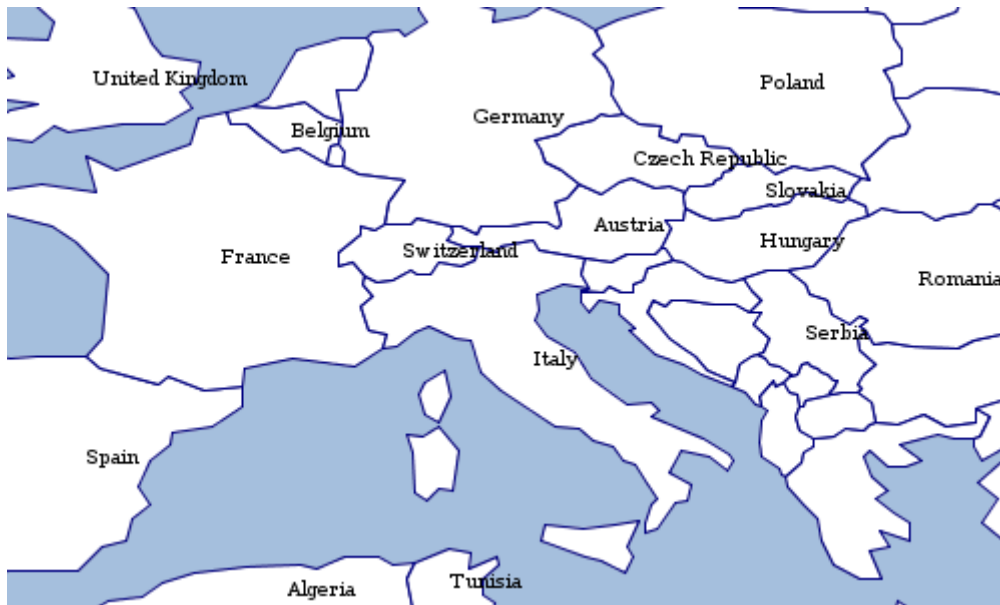 United Kingdom
Poland
Germany
Belgium
Czech Republic
Slovakia
Austria
Hungary
Switzerland
France
Romania
Serbia
Italy
Spain
Tunisia
Algeria